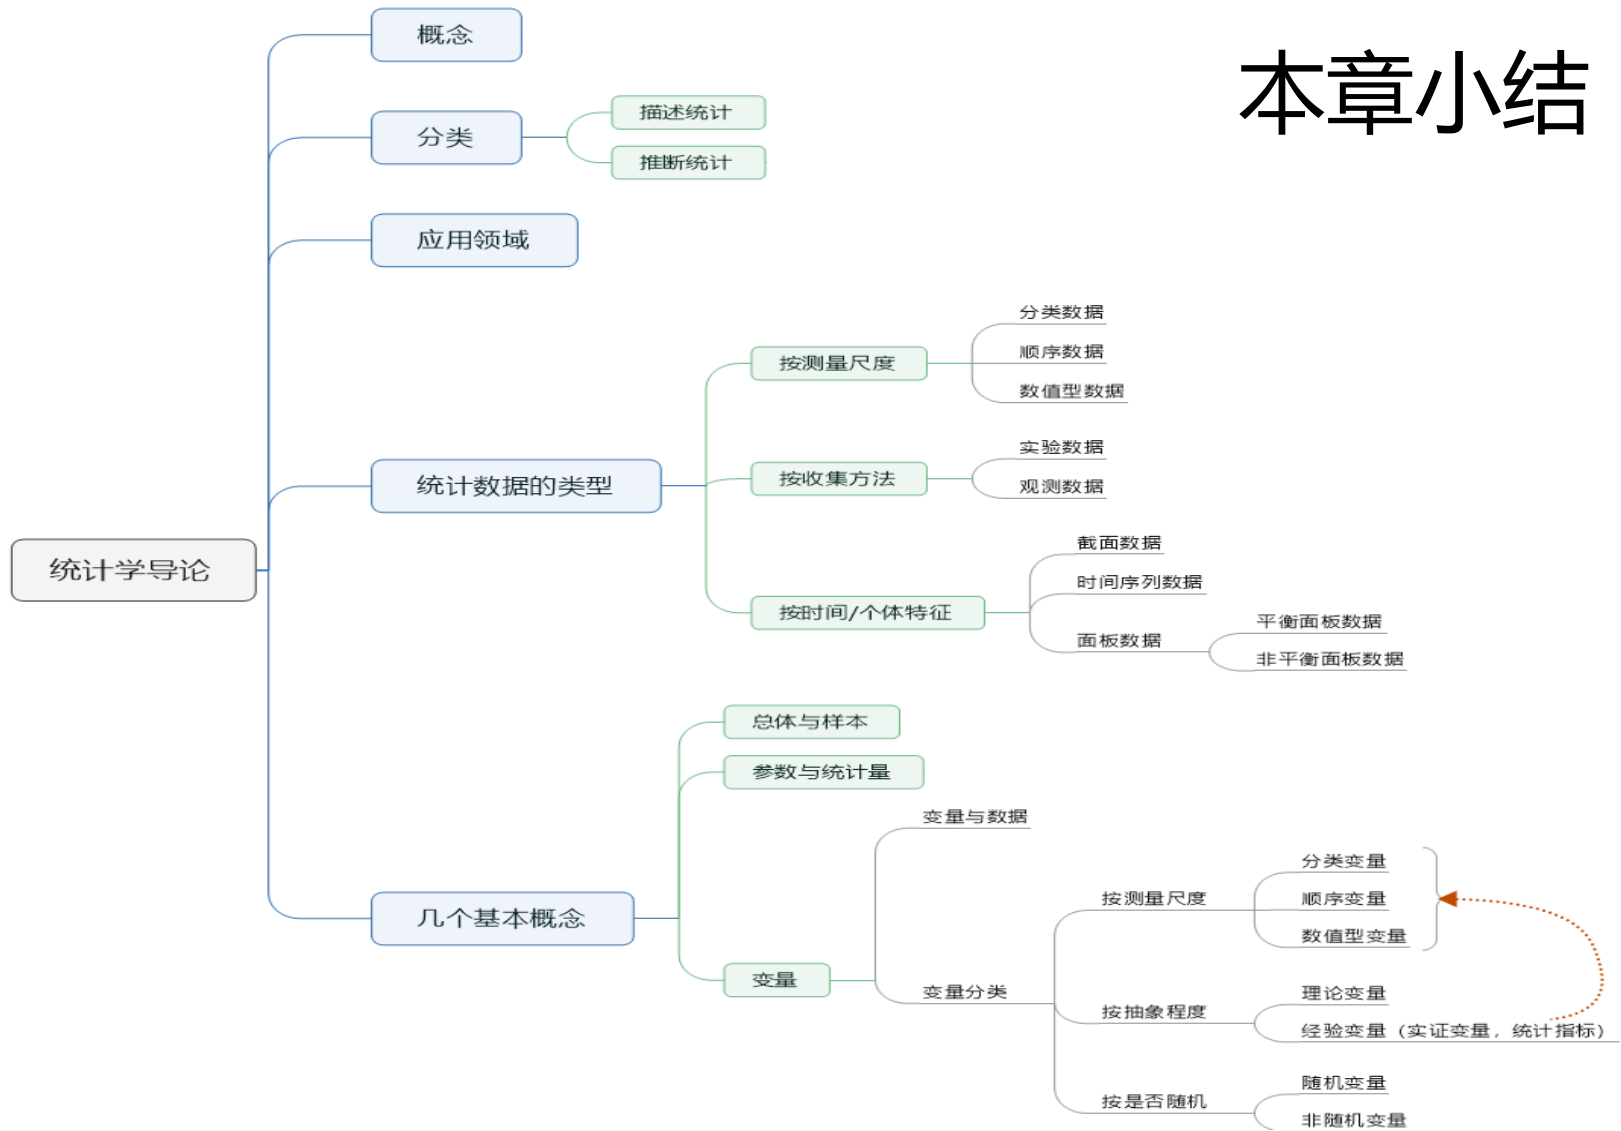 本章小结
统计学导论
概念
分类
描述统计
推断统计
应用领域
统计数据的类型
按测量尺度
分类数据
顺序数据
数值型数据
按收集方法
实验数据
观测数据
按时间/个体特征
截面数据
时间序列数据
面板数据
平衡面板数据
非平衡面板数据
几个基本概念
总体与样本
参数与统计量
变量
变量与数据
变量分类
按测量尺度
分类变量
顺序变量
数值型变量
按抽象程度
理论变量
经验变量（实证变量，统计指标）
按是否随机
随机变量
非随机变量